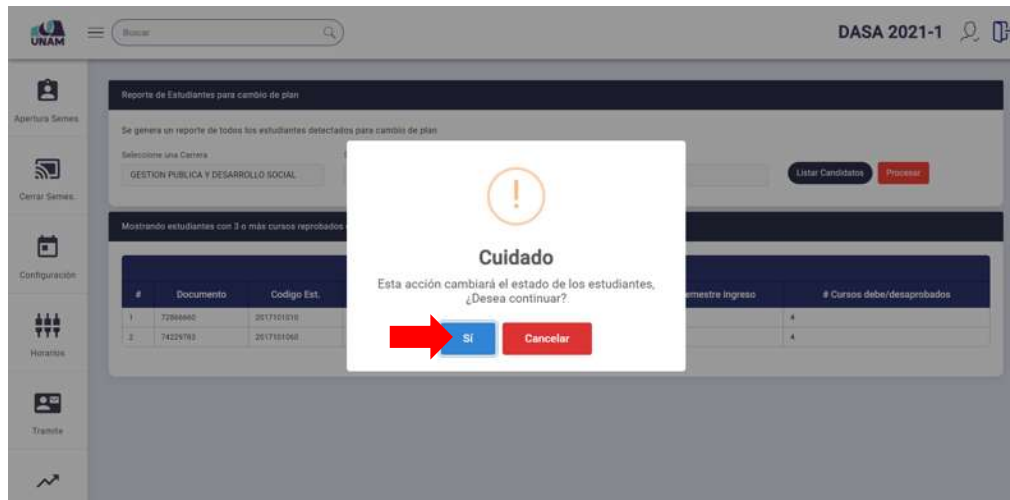 UNAM
Buscar
DASA 2021-1
Apertura Semes.
Cerrar Semes.
Configuración
Horarios
Tramite
Reporte de Estudiantes para cambio de plan
Se genera un reporte de todos los estudiantes detectados para cambio de plan
Seleccione una Carrera
GESTION PUBLICA Y DESARROLLO SOCIAL
Listar Candidatos
Procesar
Mostrando estudiantes con 3 o más cursos reprobados
# Documento Codigo Est. # Cursos debe/desaprobados
1 72866660 2017101010 4
2 74229763 2017101060 4
!
Cuidado
Esta acción cambiará el estado de los estudiantes,
¿Desea continuar?
Sí
Cancelar